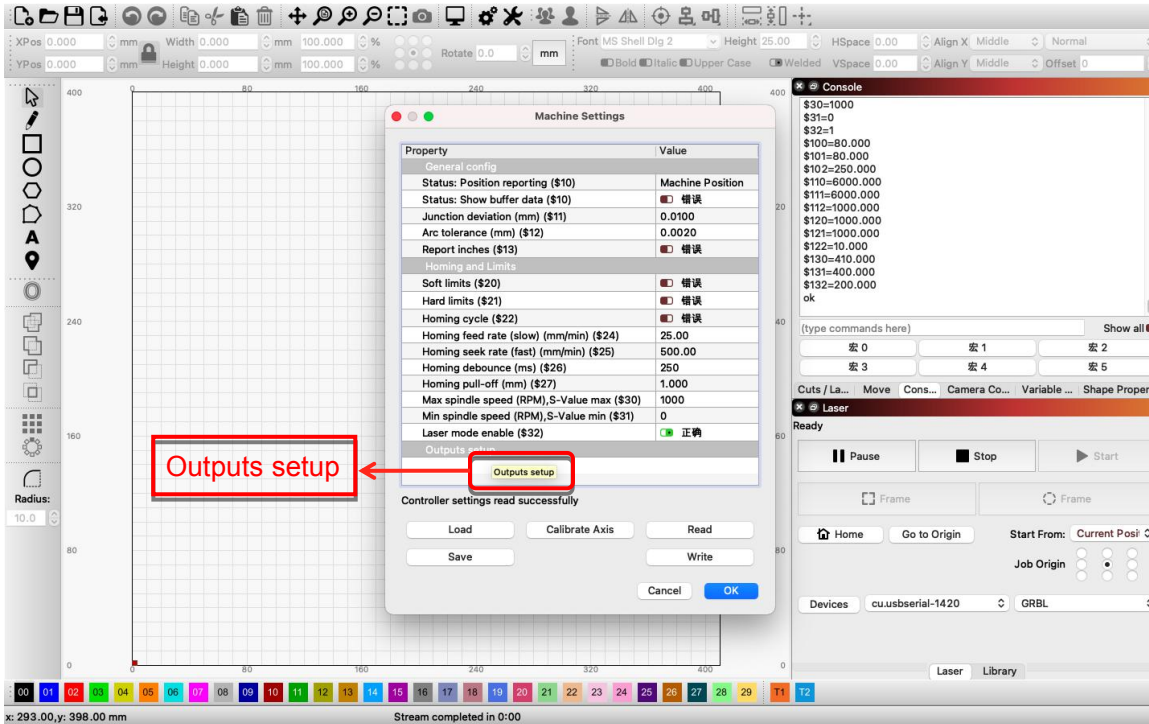 XPos 0.000 mm Width 0.000 mm 100.000 % Rotate 0.0 mm Font MS Shell Dlg 2 Height 25.00 HSpace 0.00 Align X Middle Normal
YPos 0.000 mm Height 0.000 mm 100.000 % Bold Italic Upper Case Welded VSpace 0.00 Align Y Middle Offset 0
400 0 80 160 240 320 400 400
320
240
160
80
0
0 80 160 240 320 400 0
20
40
60
80
A
Radius:
10.0
Machine Settings
Property Value
General config
Status: Position reporting ($10) Machine Position
Status: Show buffer data ($10) 错误
Junction deviation (mm) ($11) 0.0100
Arc tolerance (mm) ($12) 0.0020
Report inches ($13) 错误
Homing and Limits
Soft limits ($20) 错误
Hard limits ($21) 错误
Homing cycle ($22) 错误
Homing feed rate (slow) (mm/min) ($24) 25.00
Homing seek rate (fast) (mm/min) ($25) 500.00
Homing debounce (ms) ($26) 250
Homing pull-off (mm) ($27) 1.000
Max spindle speed (RPM),S-Value max ($30) 1000
Min spindle speed (RPM),S-Value min ($31) 0
Laser mode enable ($32) 正确
Outputs setup
Outputs setup
Outputs setup
Controller settings read successfully
Load Calibrate Axis Read
Save Write
Cancel OK
Console
$30=1000
$31=0
$32=1
$100=80.000
$101=80.000
$102=250.000
$110=6000.000
$111=6000.000
$112=1000.000
$120=1000.000
$121=1000.000
$122=10.000
$130=410.000
$131=400.000
$132=200.000
ok
(type commands here) Show all
宏 0 宏 1 宏 2
宏 3 宏 4 宏 5
Cuts / La... Move Cons... Camera Co... Variable ... Shape Proper
Laser
Ready
Pause Stop Start
Frame Frame
Home Go to Origin Start From: Current Posit
Job Origin
Devices cu.usbserial-1420 GRBL
Laser Library
00 01 02 03 04 05 06 07 08 09 10 11 12 13 14 15 16 17 18 19 20 21 22 23 24 25 26 27 28 29 T1 T2
x: 293.00,y: 398.00 mm Stream completed in 0:00